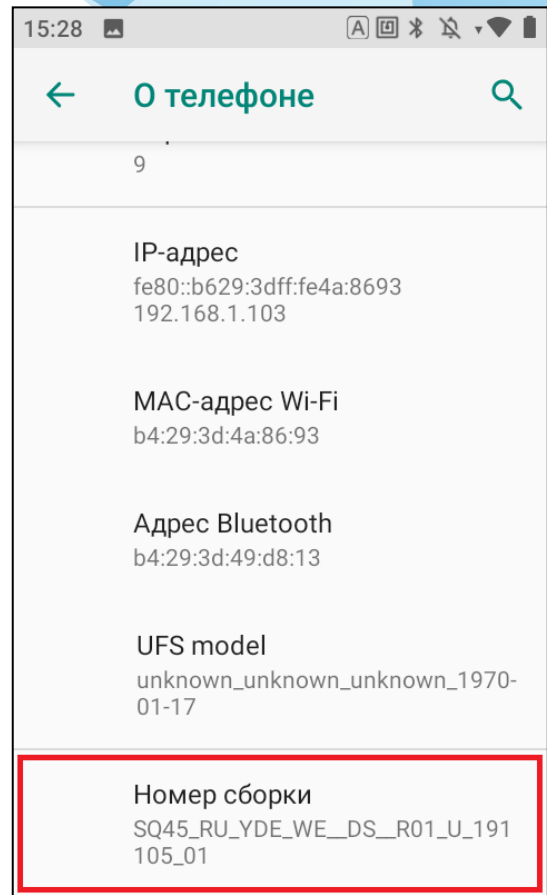 15:28
A
О телефоне
9
IP-адрес
fe80::b629:3dff:fe4a:8693
192.168.1.103
MAC-адрес Wi-Fi
b4:29:3d:4a:86:93
Адрес Bluetooth
b4:29:3d:49:d8:13
UFS model
unknown_unknown_unknown_1970-
01-17
Номер сборки
SQ45_RU_YDE_WE__DS__R01_U_191
105_01